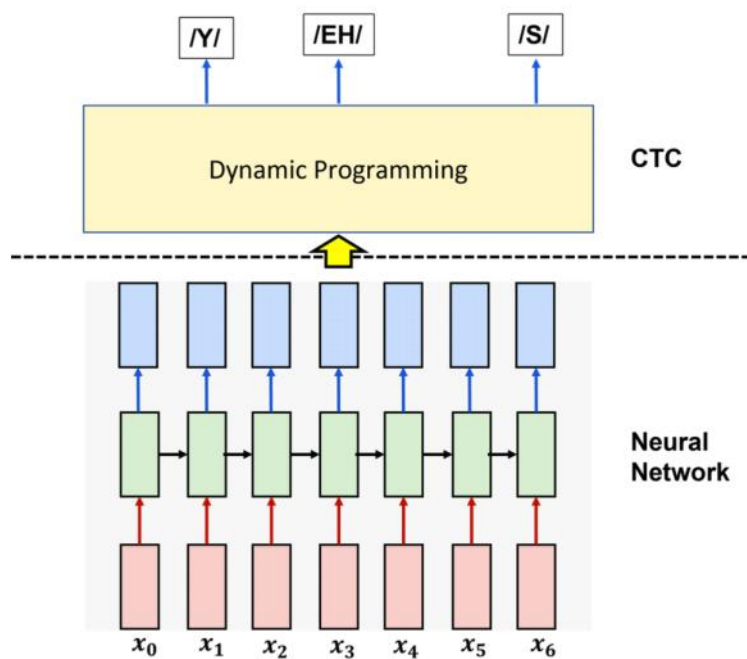 /Y/ /EH/ /S/
Dynamic Programming
CTC
Neural
Network
x₀ x₁ x₂ x₃ x₄ x₅ x₆